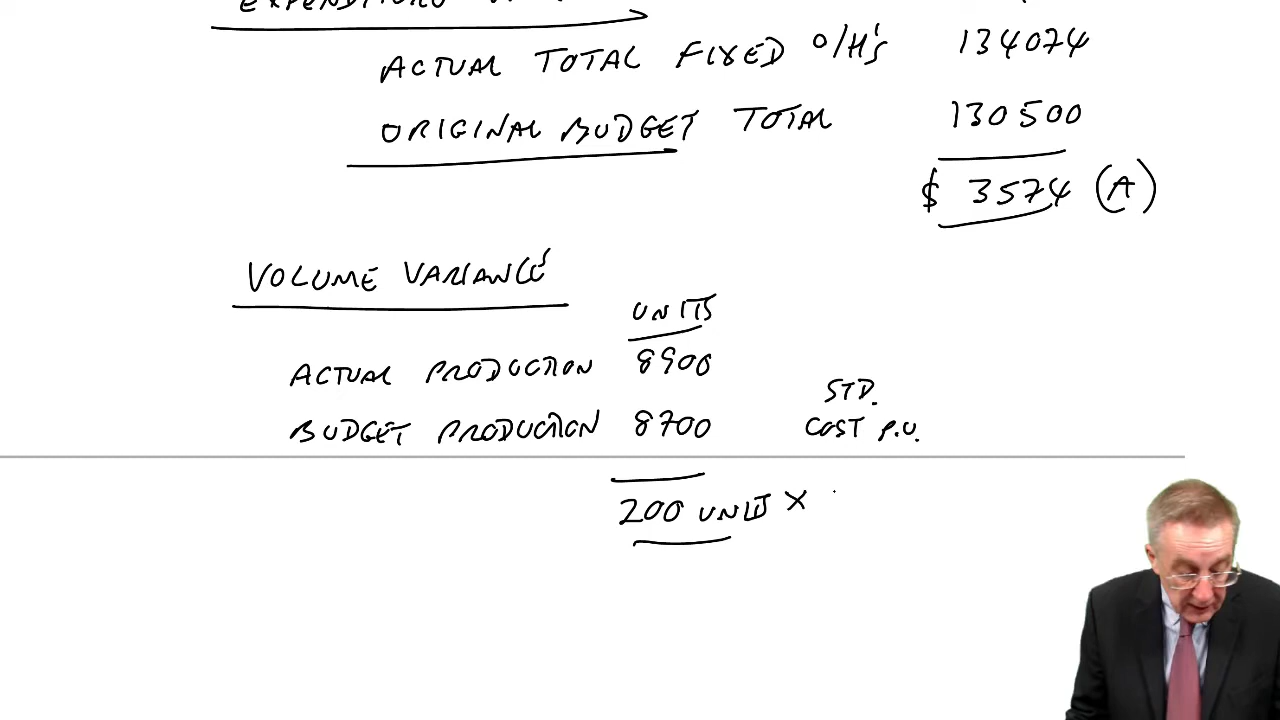 EXPENDITURE
ACTUAL TOTAL FIXED O/H's 134074
ORIGINAL BUDGET TOTAL 130500
$ 3574 (A)
VOLUME VARIANCE
UNITS
ACTUAL PRODUCTION 8900
STD.
BUDGET PRODUCTION 8700 COST P.U.
200 UNITS X